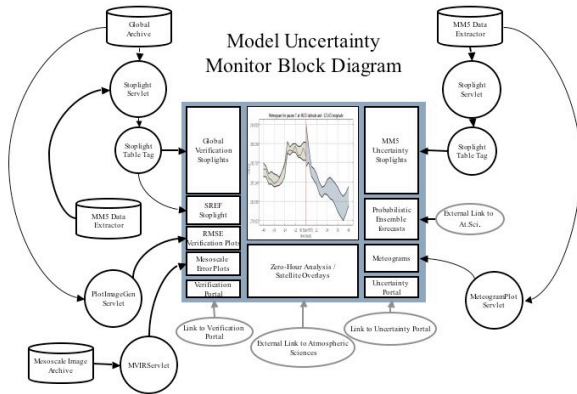 Model Uncertainty
Monitor Block Diagram
Global
Archive
Stoplight
Servlet
Stoplight
Table Tag
MM5 Data
Extractor
PlotImageGen
Servlet
Mesoscale Image
Archive
MVIRServlet
Global
Verification
Stoplights
SREF
Stoplight
RMSE
Verification Plots
Mesoscale
Error Plots
Verification
Portal
Zero-Hour Analysis /
Satellite Overlays
MM5
Uncertainty
Stoplights
Probabilistic
Ensemble
forecasts
Meteograms
Uncertainty
Portal
Link to Verification
Portal
External Link to Atmospheric
Sciences
Link to Uncertainty Portal
MM5 Data
Extractor
Stoplight
Servlet
Stoplight
Table Tag
External Link to
At.Sci.
MeteogramPlot
Servlet